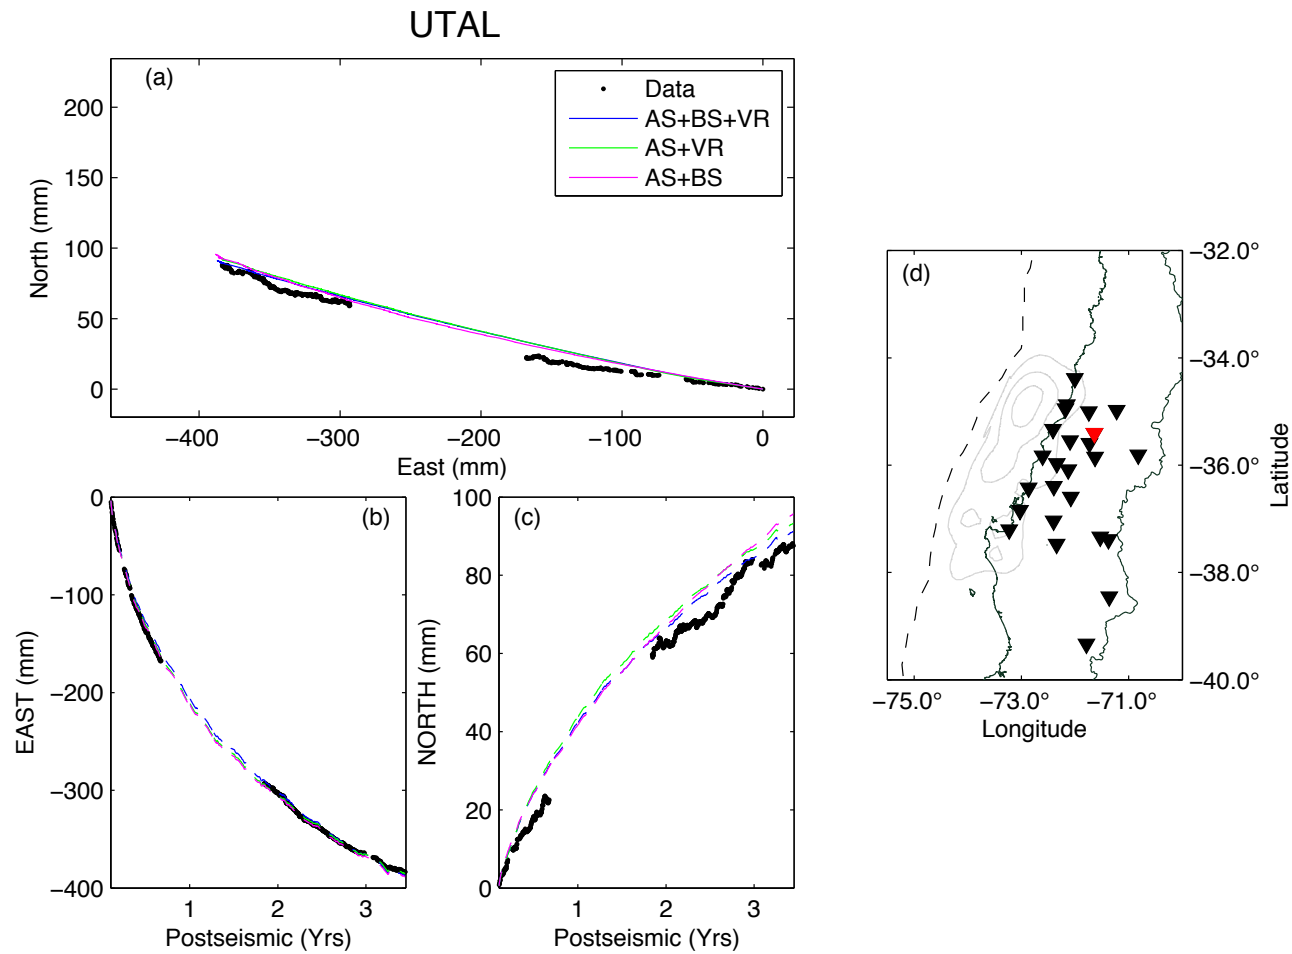 UTAL
(a)
North (mm)
200
150
100
50
0
−400
−300
−200
−100
0
East (mm)
Data
AS+BS+VR
AS+VR
AS+BS
(b)
EAST (mm)
0
−100
−200
−300
−400
1
2
3
Postseismic (Yrs)
(c)
NORTH (mm)
100
80
60
40
20
0
1
2
3
Postseismic (Yrs)
(d)
−32.0°
−34.0°
−36.0°
−38.0°
−40.0°
Latitude
−75.0°
−73.0°
−71.0°
Longitude